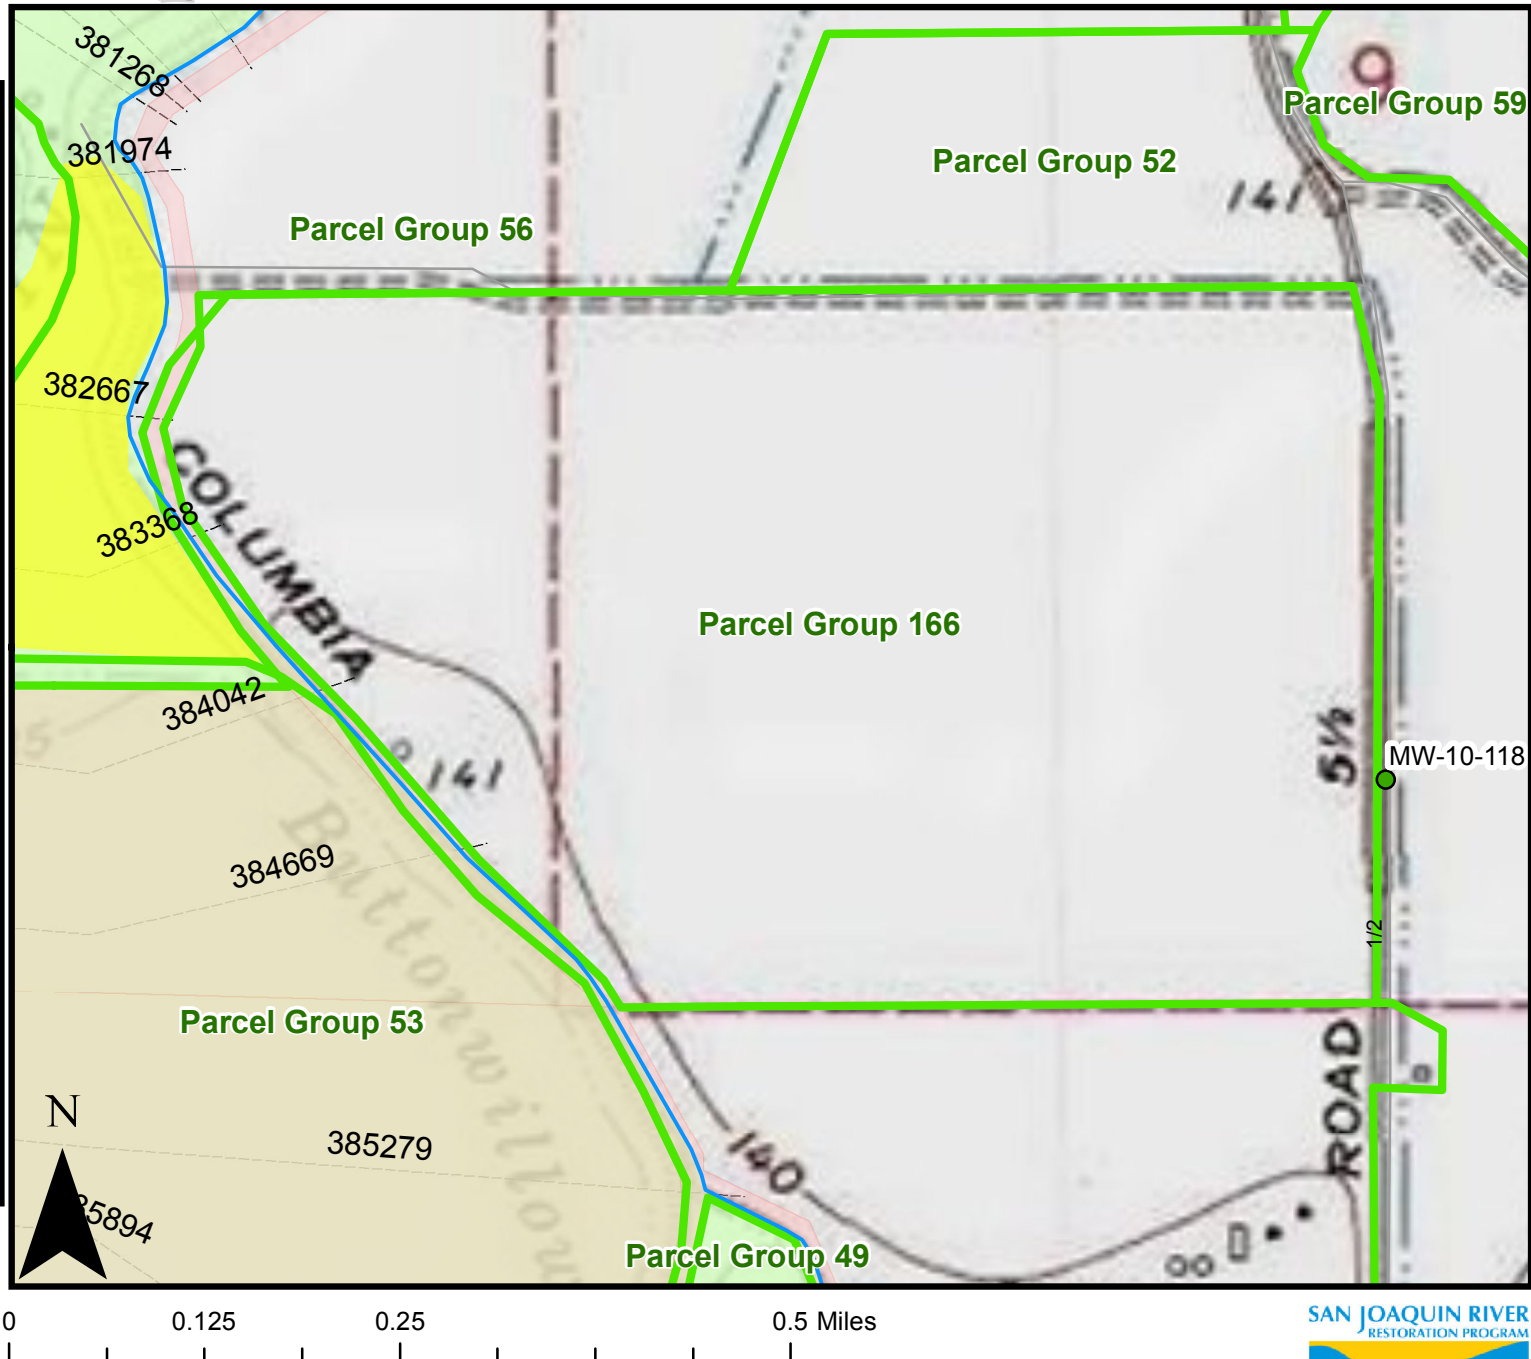 381268
Parcel Group 59
381974
Parcel Group 52
141
Parcel Group 56
382667
COLUMBIA
383368
Parcel Group 166
384042
5½
MW-10-118
141
384669
Buttonwillow
1/2
Parcel Group 53
ROAD
N
385279
140
85894
Parcel Group 49
0 0.125 0.25 0.5 Miles
SAN JOAQUIN RIVER
RESTORATION PROGRAM